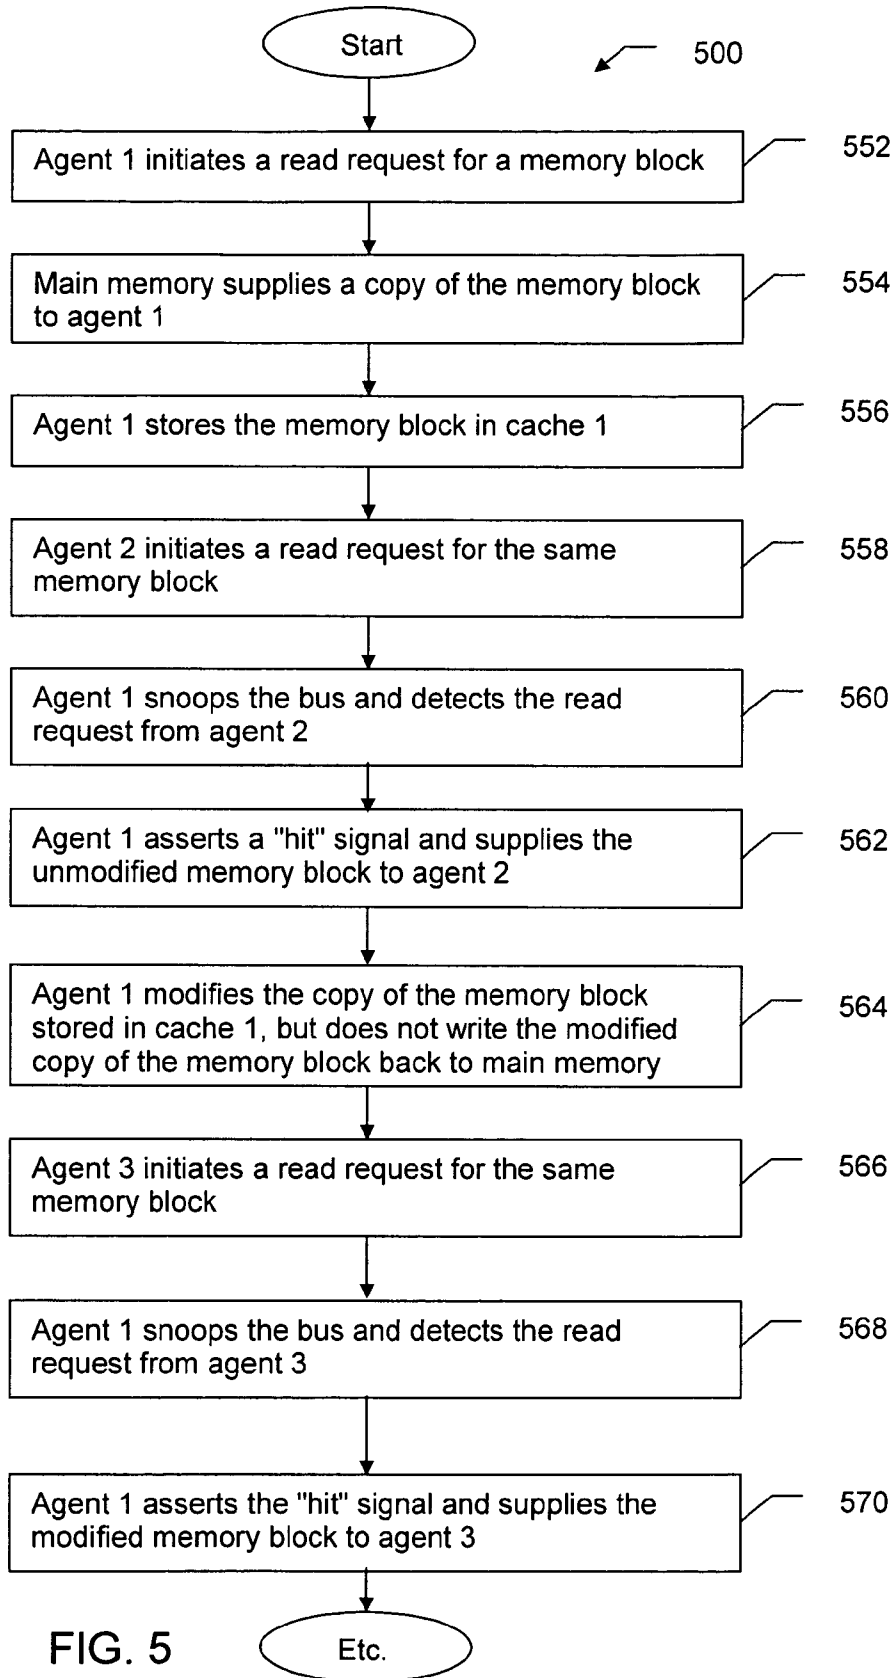 Start
500
Agent 1 initiates a read request for a memory block
552
Main memory supplies a copy of the memory block
to agent 1
554
Agent 1 stores the memory block in cache 1
556
Agent 2 initiates a read request for the same
memory block
558
Agent 1 snoops the bus and detects the read
request from agent 2
560
Agent 1 asserts a "hit" signal and supplies the
unmodified memory block to agent 2
562
Agent 1 modifies the copy of the memory block
stored in cache 1, but does not write the modified
copy of the memory block back to main memory
564
Agent 3 initiates a read request for the same
memory block
566
Agent 1 snoops the bus and detects the read
request from agent 3
568
Agent 1 asserts the "hit" signal and supplies the
modified memory block to agent 3
570
Etc.
FIG. 5